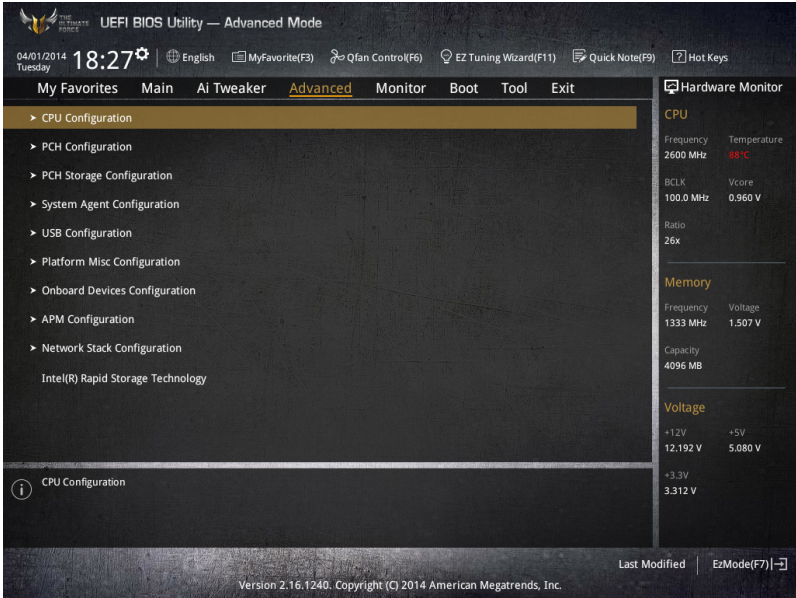 THE ULTIMATE FORCE
UEFI BIOS Utility — Advanced Mode
04/01/2014
Tuesday
18:27
English
MyFavorite(F3)
Qfan Control(F6)
EZ Tuning Wizard(F11)
Quick Note(F9)
? Hot Keys
My Favorites
Main
Ai Tweaker
Advanced
Monitor
Boot
Tool
Exit
> CPU Configuration
> PCH Configuration
> PCH Storage Configuration
> System Agent Configuration
> USB Configuration
> Platform Misc Configuration
> Onboard Devices Configuration
> APM Configuration
> Network Stack Configuration
Intel(R) Rapid Storage Technology
i CPU Configuration
Hardware Monitor
CPU
Frequency Temperature
2600 MHz 88°C
BCLK Vcore
100.0 MHz 0.960 V
Ratio
26x
Memory
Frequency Voltage
1333 MHz 1.507 V
Capacity
4096 MB
Voltage
+12V +5V
12.192 V 5.080 V
+3.3V
3.312 V
Last Modified
EzMode(F7)
Version 2.16.1240. Copyright (C) 2014 American Megatrends, Inc.